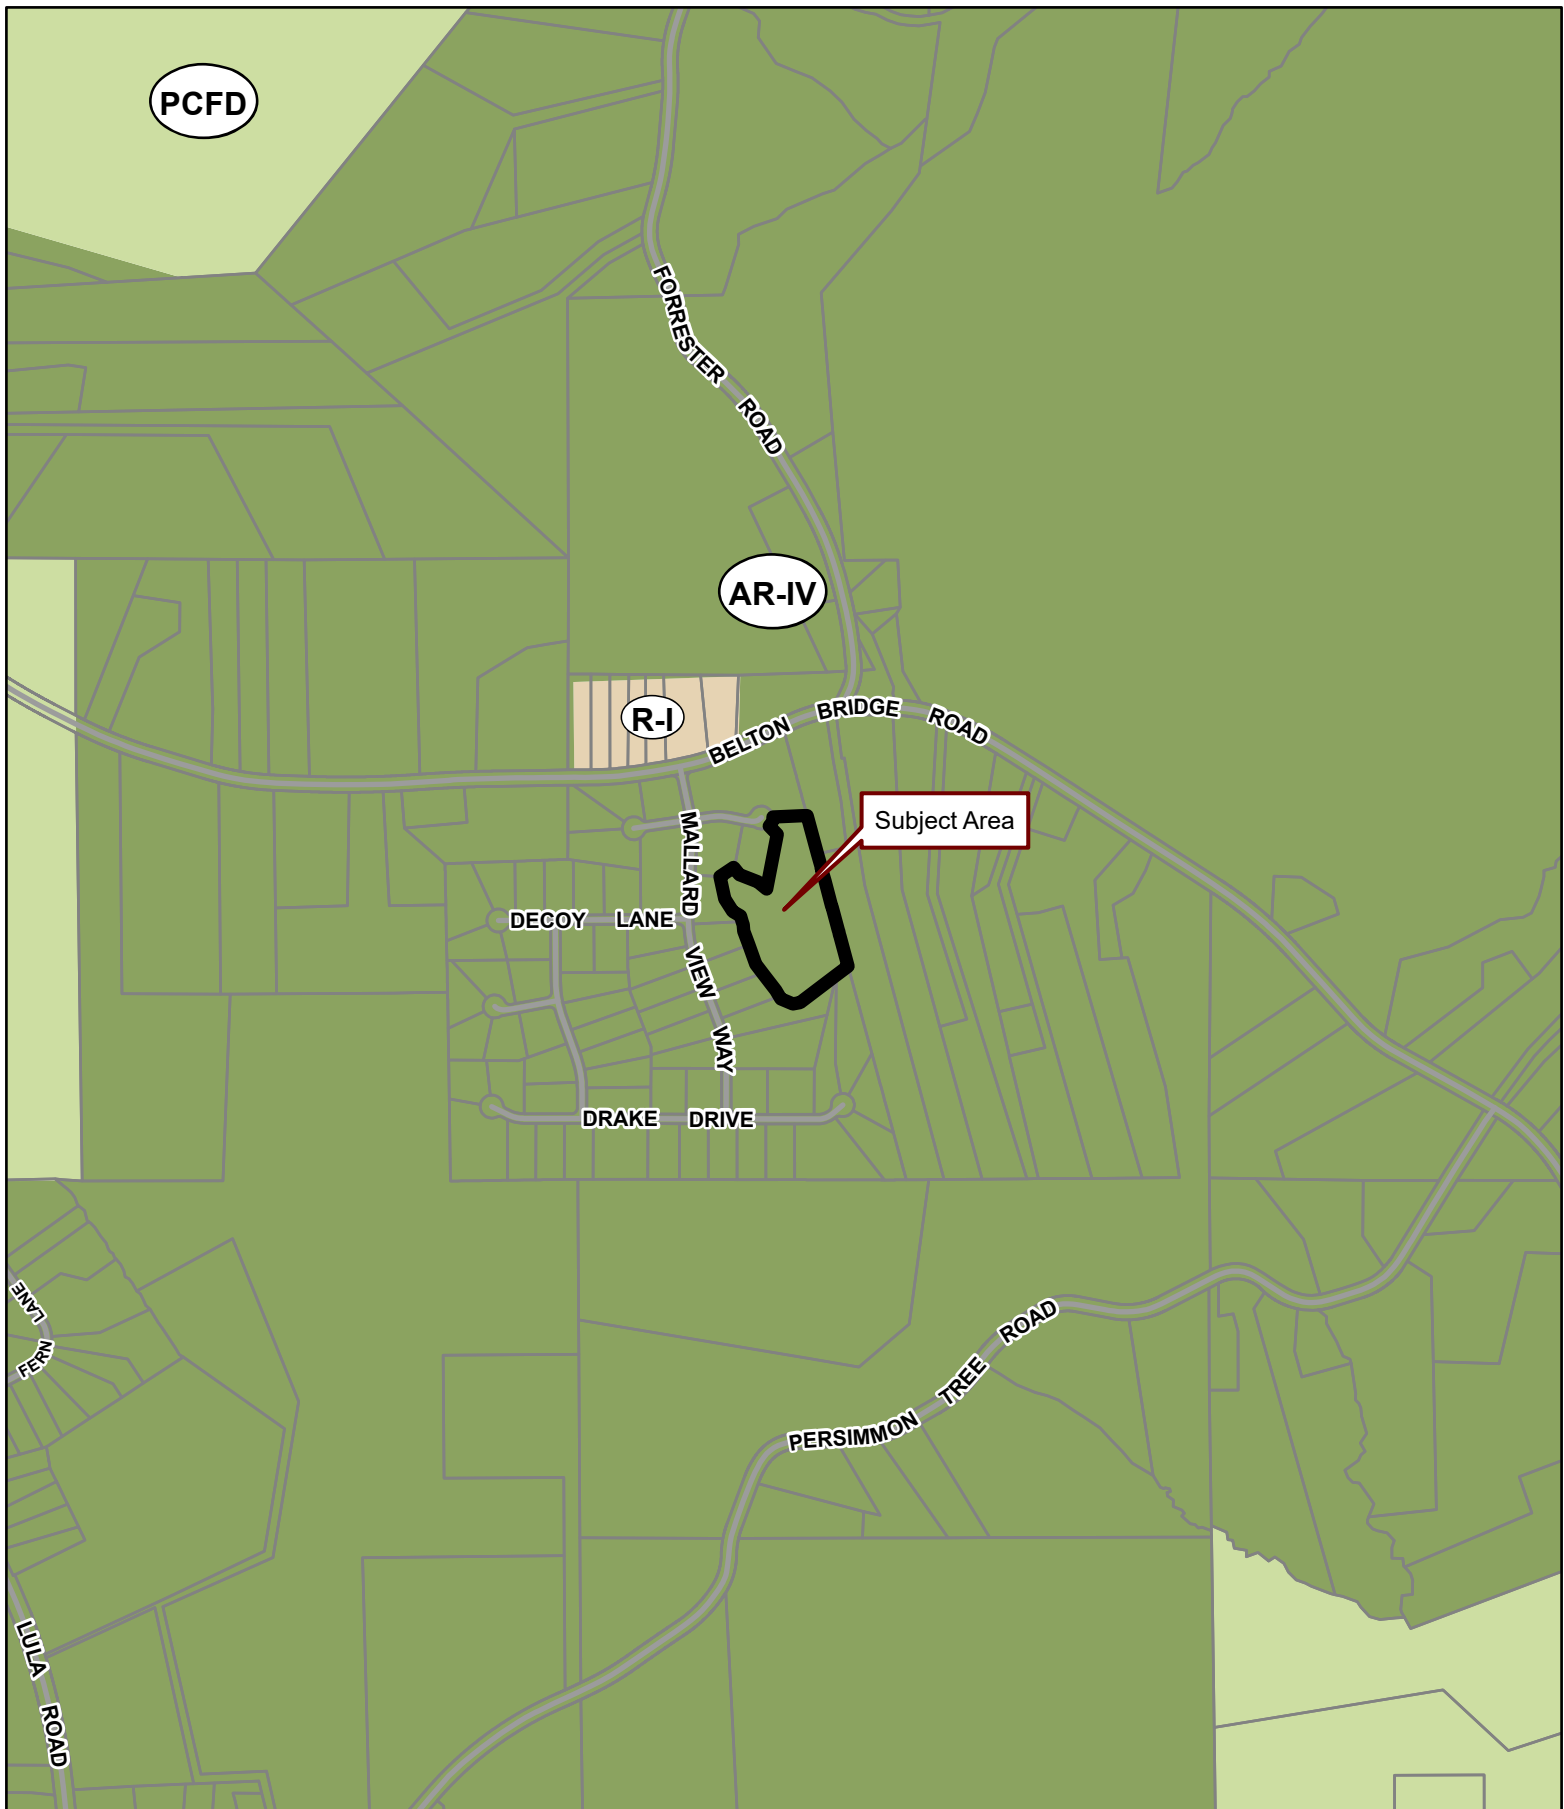 PCFD
FORRESTER ROAD
AR-IV
R-I
BELTON BRIDGE ROAD
Subject Area
MALLARD VIEW WAY
DECOY LANE
DRAKE DRIVE
FERN LANE
PERSIMMON TREE ROAD
LULA ROAD